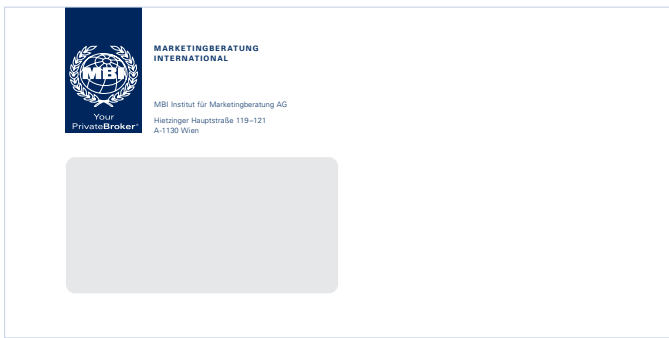 MBI
Your
PrivateBroker®
MARKETINGBERATUNG
INTERNATIONAL
MBI Institut für Marketingberatung AG
Hietzinger Hauptstraße 119–121
A-1130 Wien